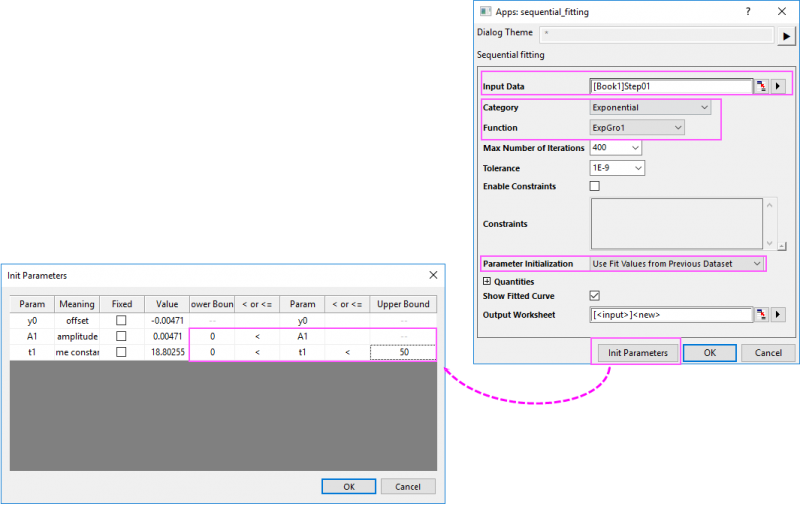 Apps: sequential_fitting ? ×
Dialog Theme *
Sequential fitting
Input Data [Book1]Step01
Category Exponential
Function ExpGro1
Max Number of Iterations 400
Tolerance 1E-9
Enable Constraints
Constraints
Parameter Initialization Use Fit Values from Previous Dataset
Quantities
Show Fitted Curve
Output Worksheet [<input>]<new>
Init Parameters OK Cancel
Init Parameters
Param Meaning Fixed Value ower Boun < or <= Param < or <= Upper Bound
y0 offset -0.00471 -- y0 --
A1 amplitude 0.00471 0 < A1 --
t1 me constar 18.80255 0 < t1 < 50
OK Cancel